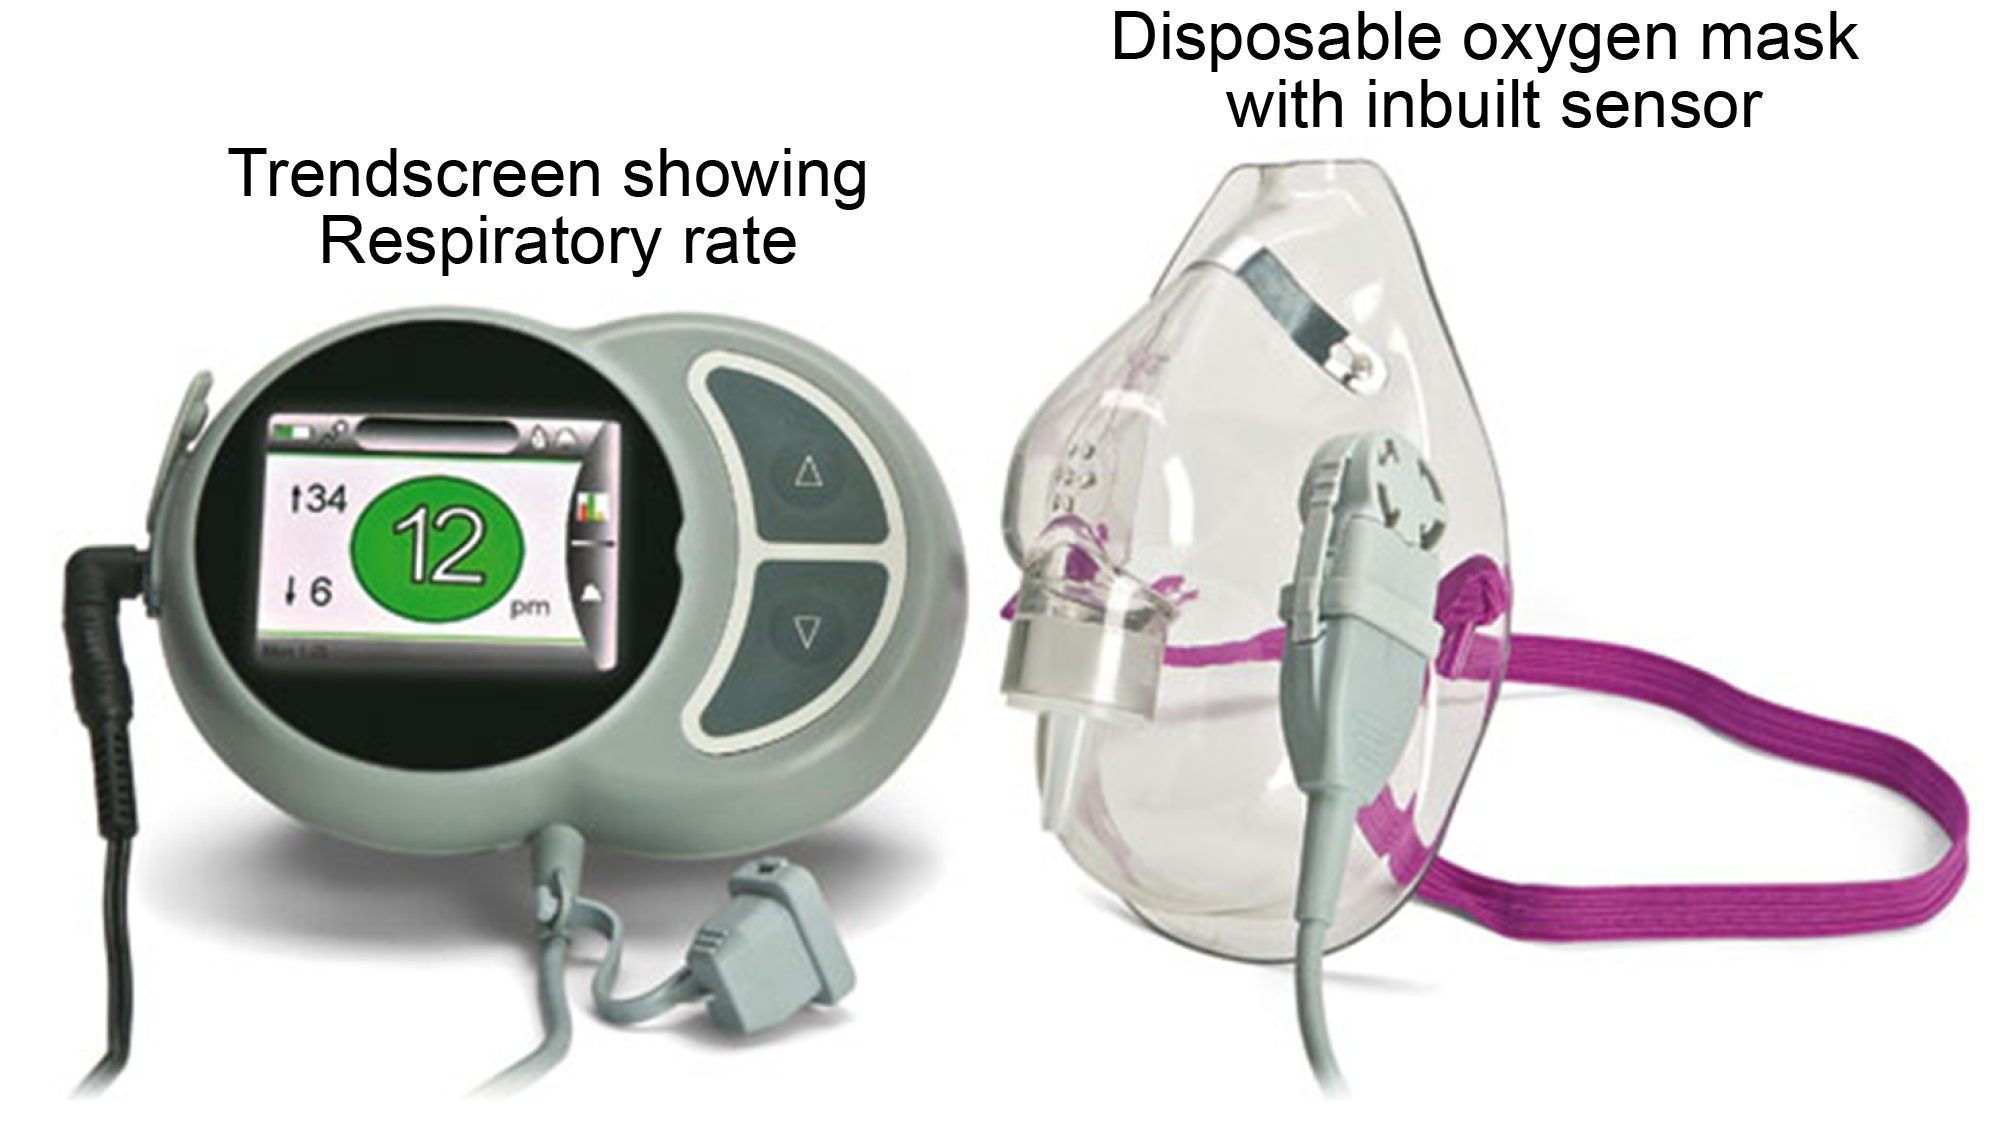 Disposable oxygen mask
with inbuilt sensor
Trendscreen showing
Respiratory rate
34
12
6
pm